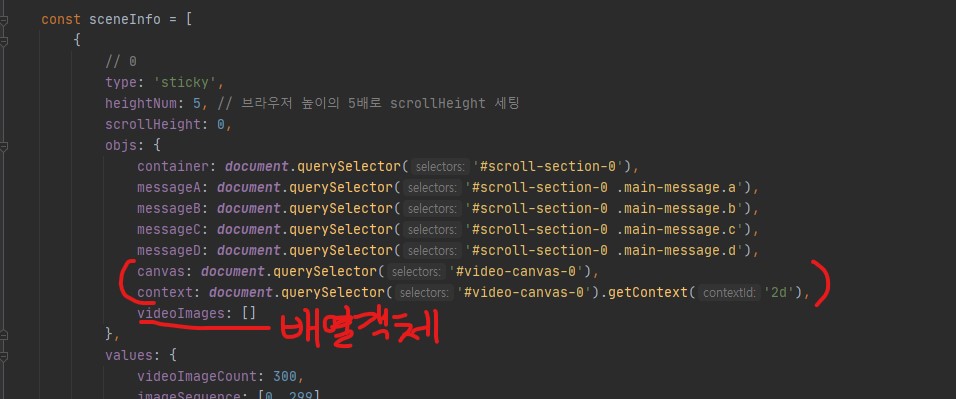 const sceneInfo = [
{
// 0
type: 'sticky',
heightNum: 5, // 브라우저 높이의 5배로 scrollHeight 세팅
scrollHeight: 0,
objs: {
container: document.querySelector( selectors: '#scroll-section-0'),
messageA: document.querySelector( selectors: '#scroll-section-0 .main-message.a'),
messageB: document.querySelector( selectors: '#scroll-section-0 .main-message.b'),
messageC: document.querySelector( selectors: '#scroll-section-0 .main-message.c'),
messageD: document.querySelector( selectors: '#scroll-section-0 .main-message.d'),
canvas: document.querySelector( selectors: '#video-canvas-0'),
context: document.querySelector( selectors: '#video-canvas-0').getContext( contextId: '2d'),
videoImages: []
배열객체
},
values: {
videoImageCount: 300,
imageSequence: [0, 299]